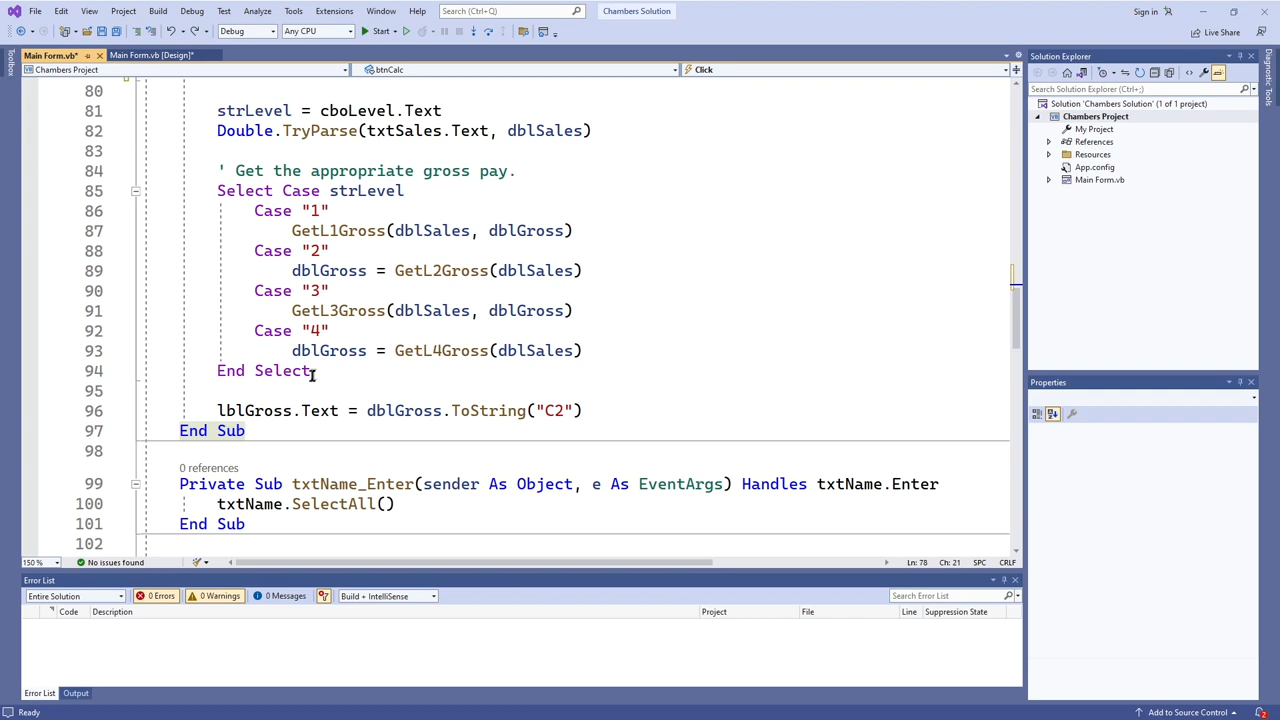 File Edit View Project Build Debug Test Analyze Tools Extensions Window Help Search (Ctrl+Q) Chambers Solution Sign in
Debug Any CPU Start Live Share
Main Form.vb* Main Form.vb [Design]*
Toolbox
Chambers Project btnCalc Click
80
81 strLevel = cboLevel.Text
82 Double.TryParse(txtSales.Text, dblSales)
83
84 ' Get the appropriate gross pay.
85 Select Case strLevel
86 Case "1"
87 GetL1Gross(dblSales, dblGross)
88 Case "2"
89 dblGross = GetL2Gross(dblSales)
90 Case "3"
91 GetL3Gross(dblSales, dblGross)
92 Case "4"
93 dblGross = GetL4Gross(dblSales)
94 End Select
95
96 lblGross.Text = dblGross.ToString("C2")
97 End Sub
98
0 references
99 Private Sub txtName_Enter(sender As Object, e As EventArgs) Handles txtName.Enter
100 txtName.SelectAll()
101 End Sub
102
150 % No issues found Ln: 78 Ch: 21 SPC CRLF
Error List
Entire Solution 0 Errors 0 Warnings 0 Messages Build + IntelliSense Search Error List
Code Description Project File Line Suppression State
Error List Output
Ready Add to Source Control 2
Solution Explorer
Search Solution Explorer (Ctrl+;)
Solution 'Chambers Solution' (1 of 1 project)
Chambers Project
My Project
References
Resources
App.config
Main Form.vb
Properties
Diagnostic Tools